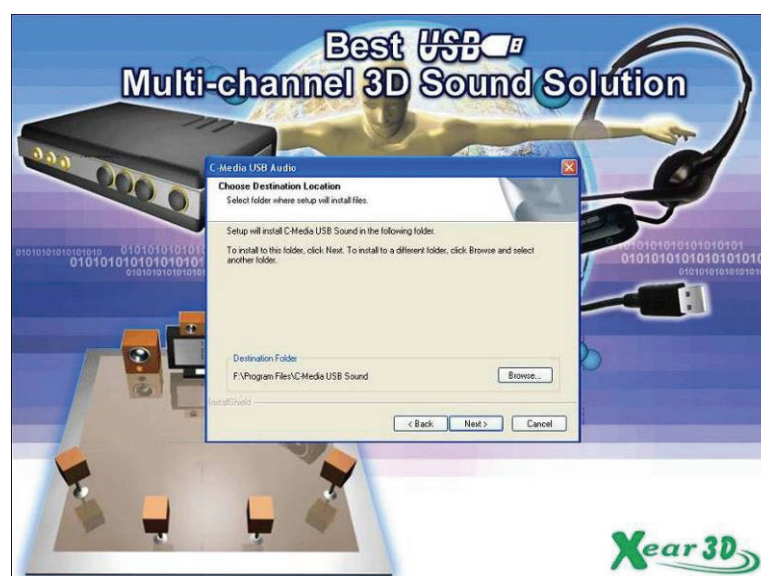 Best USB
Multi-channel 3D Sound Solution
C-Media USB Audio
Choose Destination Location
Select folder where setup will install files.
Setup will install C-Media USB Sound in the following folder.
To install to this folder, click Next. To install to a different folder, click Browse and select
another folder.
Destination Folder
F:\Program Files\C-Media USB Sound
Browse...
InstallShield
< Back
Next >
Cancel
Xear 3D